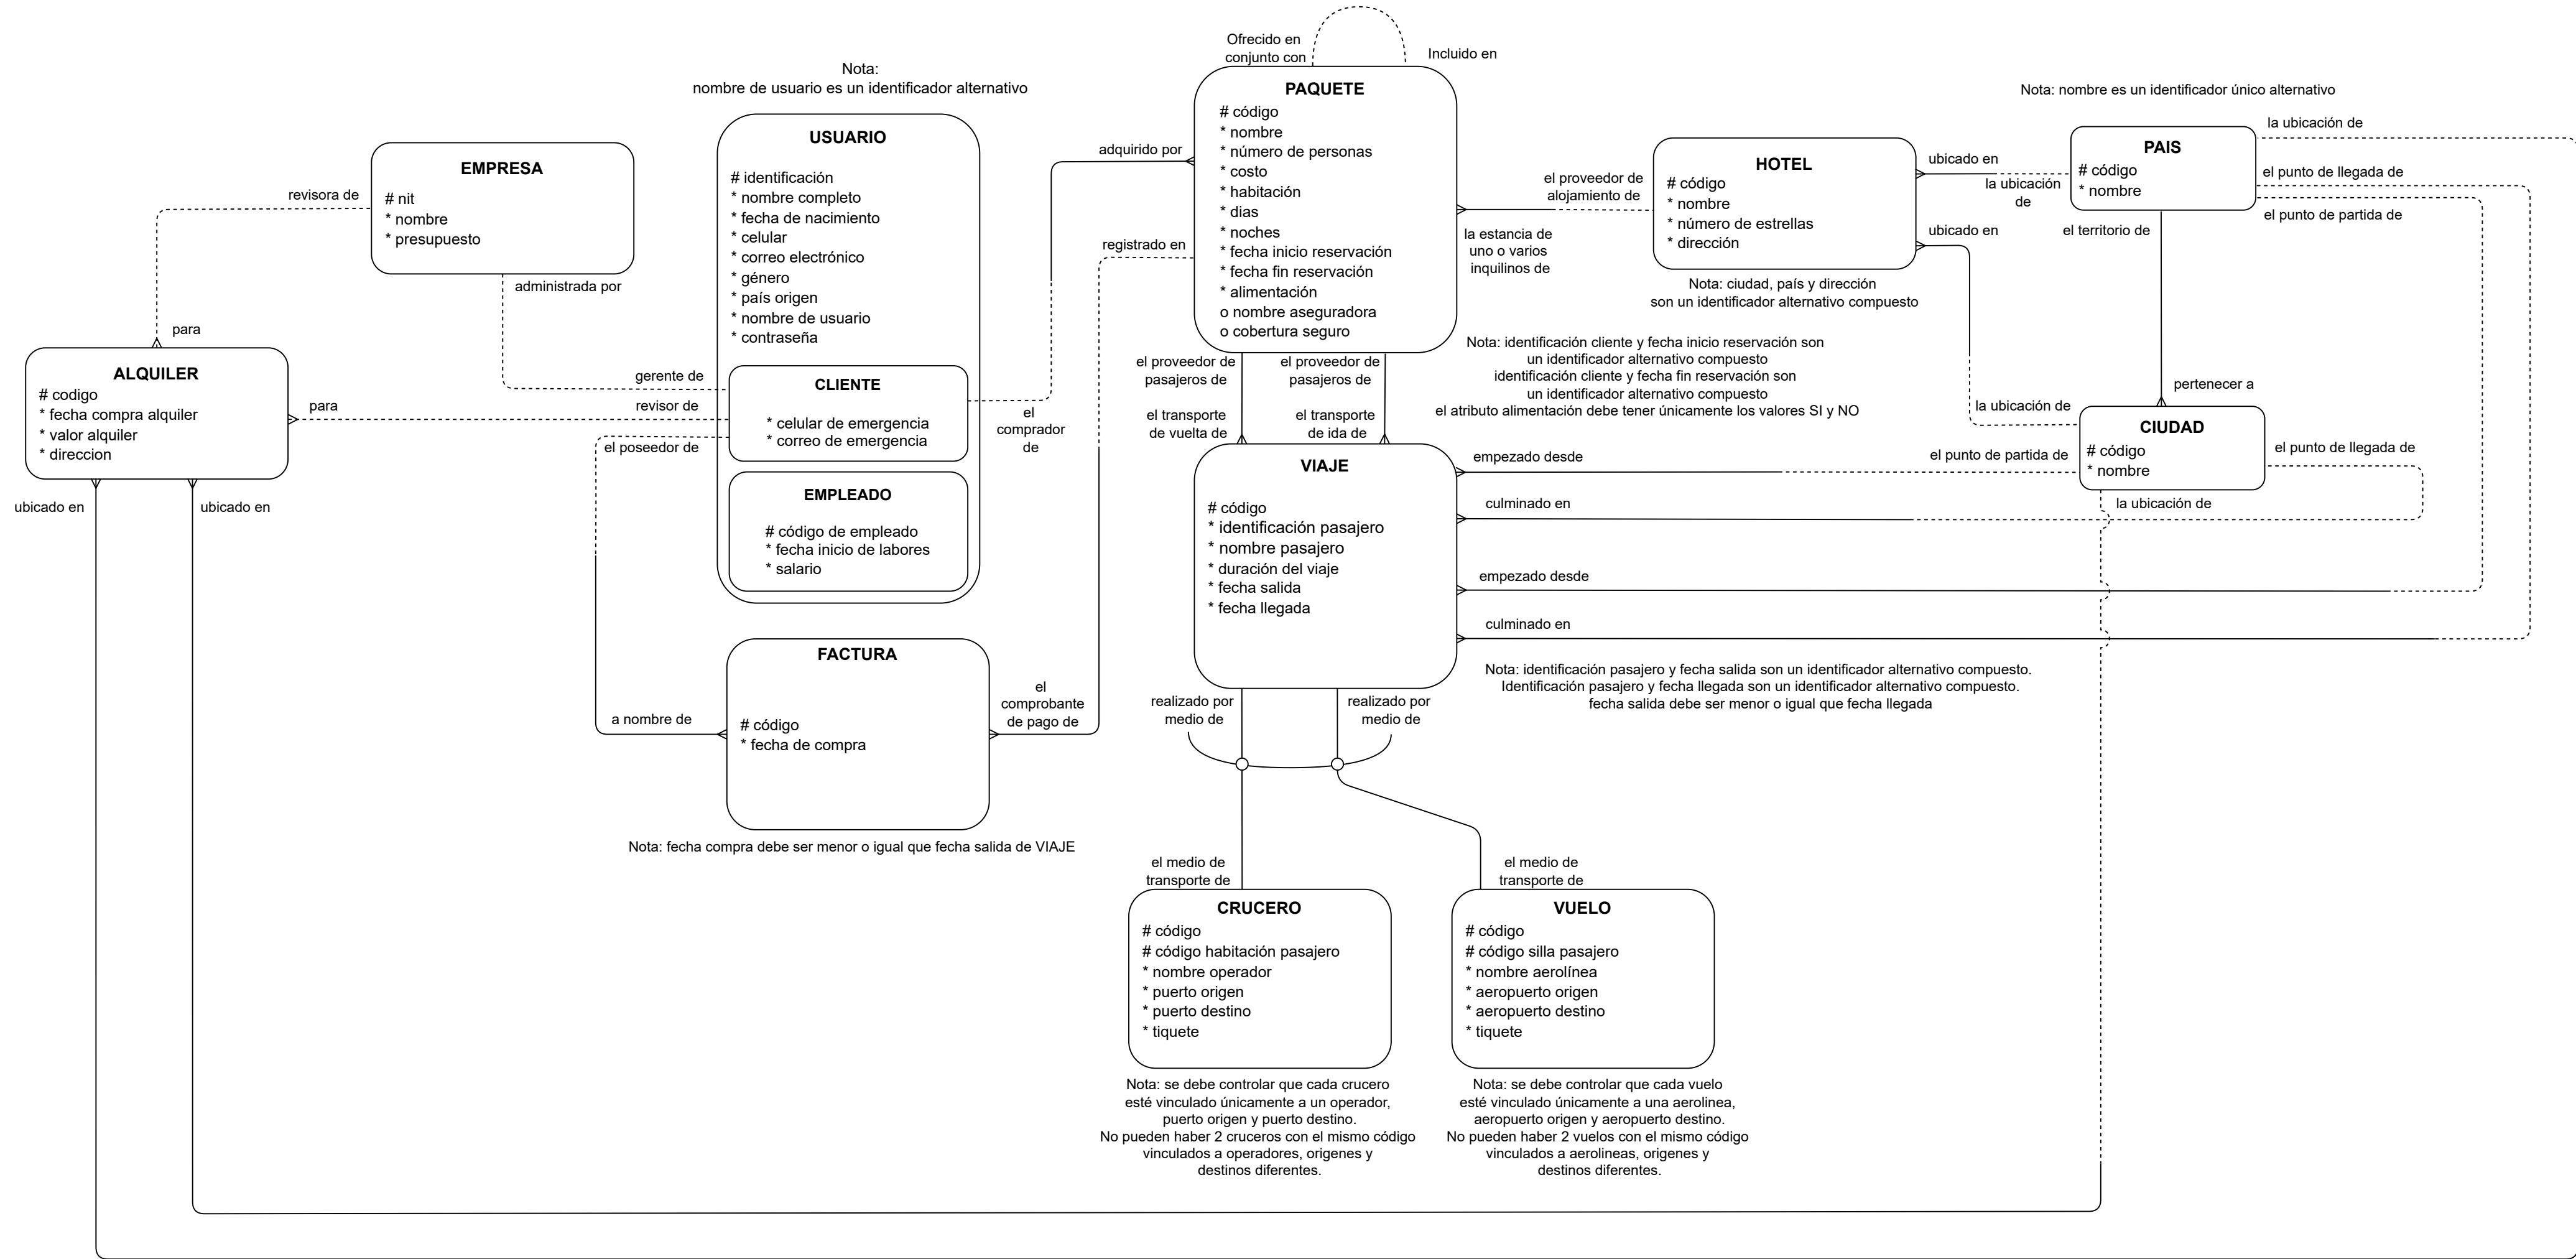 Ofrecido en
conjunto con
Incluido en
Nota:
nombre de usuario es un identificador alternativo
Nota: nombre es un identificador único alternativo
EMPRESA
# nit
* nombre
* presupuesto
revisora de
administrada por
para
ALQUILER
# codigo
* fecha compra alquiler
* valor alquiler
* direccion
para
ubicado en
ubicado en
USUARIO
# identificación
* nombre completo
* fecha de nacimiento
* celular
* correo electrónico
* género
* país origen
* nombre de usuario
* contraseña
gerente de
revisor de
el poseedor de
CLIENTE
* celular de emergencia
* correo de emergencia
EMPLEADO
# código de empleado
* fecha inicio de labores
* salario
el
comprador
de
adquirido por
registrado en
FACTURA
# código
* fecha de compra
a nombre de
el
comprobante
de pago de
Nota: fecha compra debe ser menor o igual que fecha salida de VIAJE
PAQUETE
# código
* nombre
* número de personas
* costo
* habitación
* dias
* noches
* fecha inicio reservación
* fecha fin reservación
* alimentación
o nombre aseguradora
o cobertura seguro
el proveedor de
alojamiento de
la estancia de
uno o varios
inquilinos de
HOTEL
# código
* nombre
* número de estrellas
* dirección
Nota: ciudad, país y dirección
son un identificador alternativo compuesto
ubicado en
la ubicación
de
ubicado en
PAIS
# código
* nombre
la ubicación de
el punto de llegada de
el punto de partida de
el territorio de
pertenecer a
la ubicación de
Nota: identificación cliente y fecha inicio reservación son
un identificador alternativo compuesto
identificación cliente y fecha fin reservación son
un identificador alternativo compuesto
el atributo alimentación debe tener únicamente los valores SI y NO
el proveedor de
pasajeros de
el proveedor de
pasajeros de
el transporte
de vuelta de
el transporte
de ida de
CIUDAD
# código
* nombre
el punto de llegada de
la ubicación de
el punto de partida de
VIAJE
# código
* identificación pasajero
* nombre pasajero
* duración del viaje
* fecha salida
* fecha llegada
empezado desde
culminado en
empezado desde
culminado en
Nota: identificación pasajero y fecha salida son un identificador alternativo compuesto.
Identificación pasajero y fecha llegada son un identificador alternativo compuesto.
fecha salida debe ser menor o igual que fecha llegada
realizado por
medio de
realizado por
medio de
el medio de
transporte de
el medio de
transporte de
CRUCERO
# código
# código habitación pasajero
* nombre operador
* puerto origen
* puerto destino
* tiquete
Nota: se debe controlar que cada crucero
esté vinculado únicamente a un operador,
puerto origen y puerto destino.
No pueden haber 2 cruceros con el mismo código
vinculados a operadores, origenes y
destinos diferentes.
VUELO
# código
# código silla pasajero
* nombre aerolínea
* aeropuerto origen
* aeropuerto destino
* tiquete
Nota: se debe controlar que cada vuelo
esté vinculado únicamente a una aerolinea,
aeropuerto origen y aeropuerto destino.
No pueden haber 2 vuelos con el mismo código
vinculados a aerolineas, origenes y
destinos diferentes.